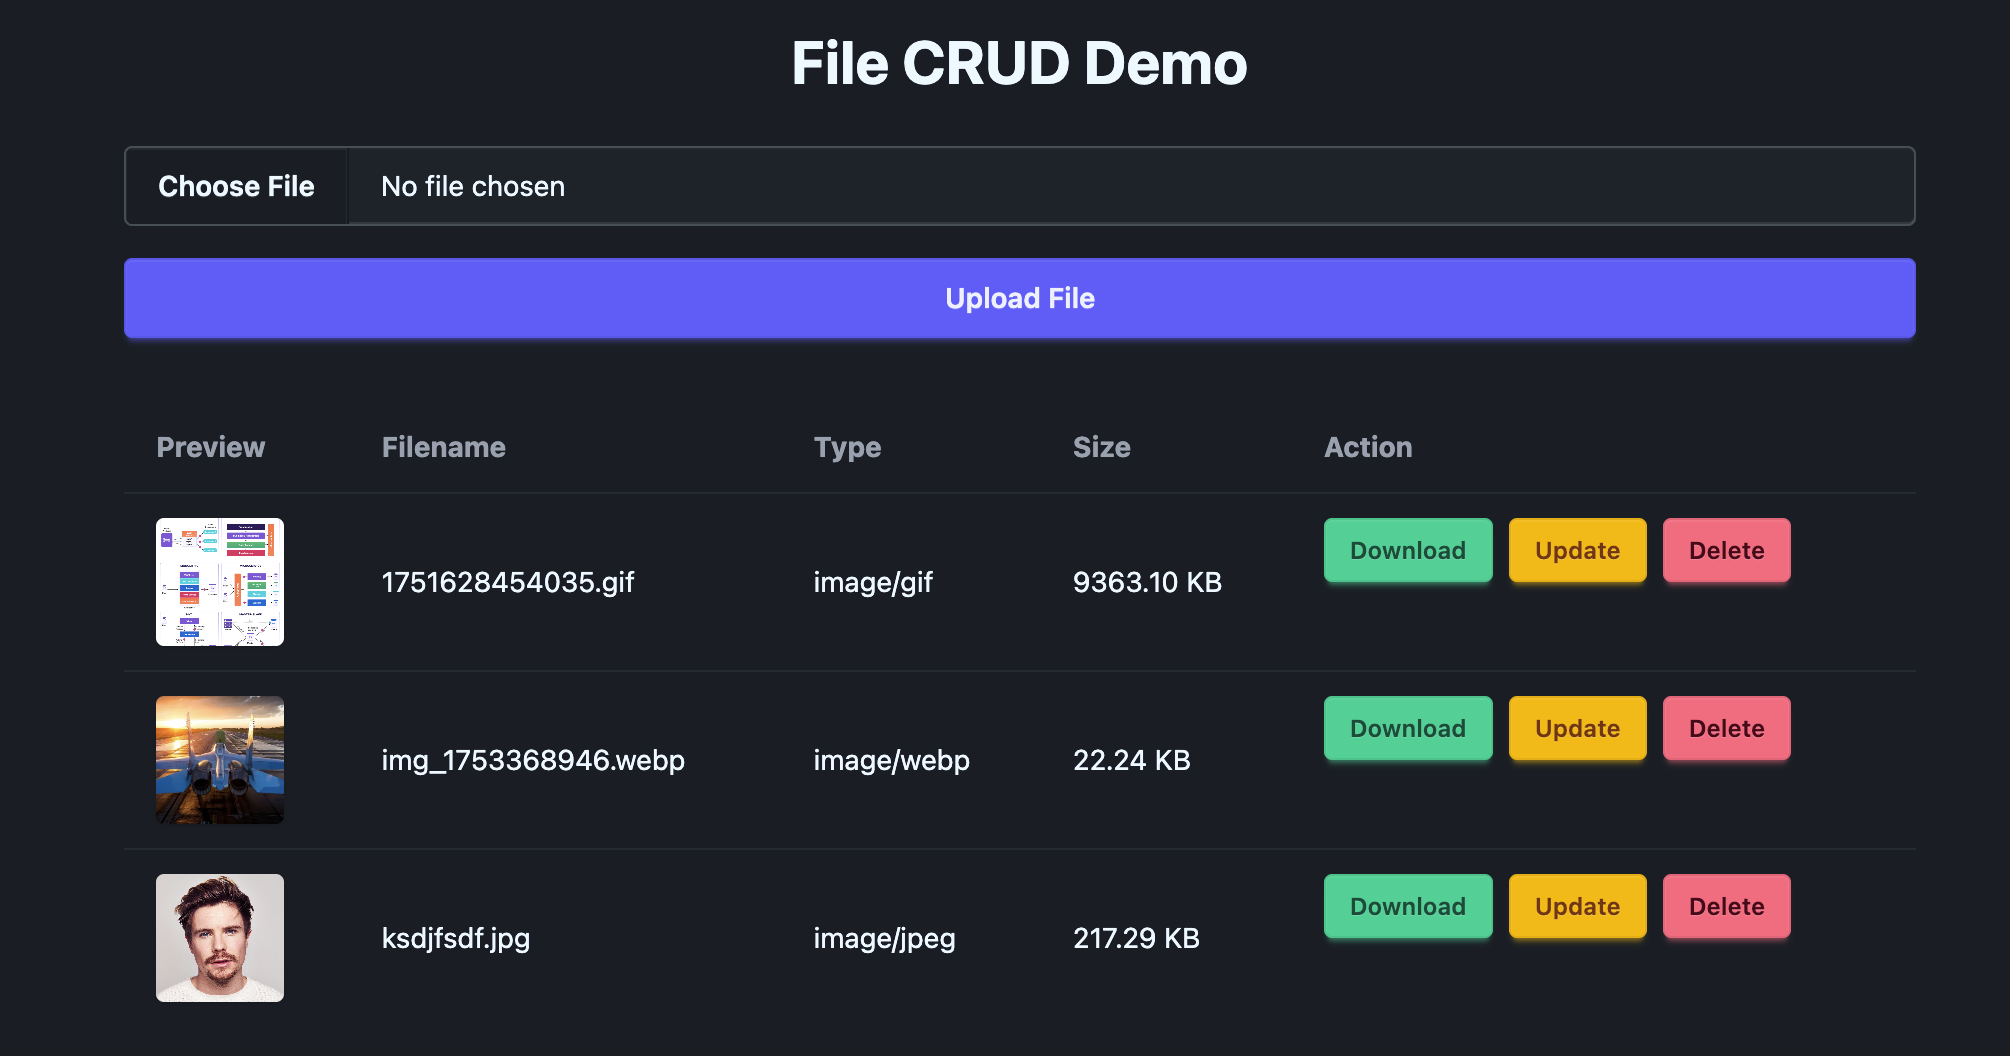 File CRUD Demo
Choose File No file chosen
Upload File
Preview Filename Type Size Action
1751628454035.gif image/gif 9363.10 KB Download Update Delete
img_1753368946.webp image/webp 22.24 KB Download Update Delete
ksdjfsdf.jpg image/jpeg 217.29 KB Download Update Delete